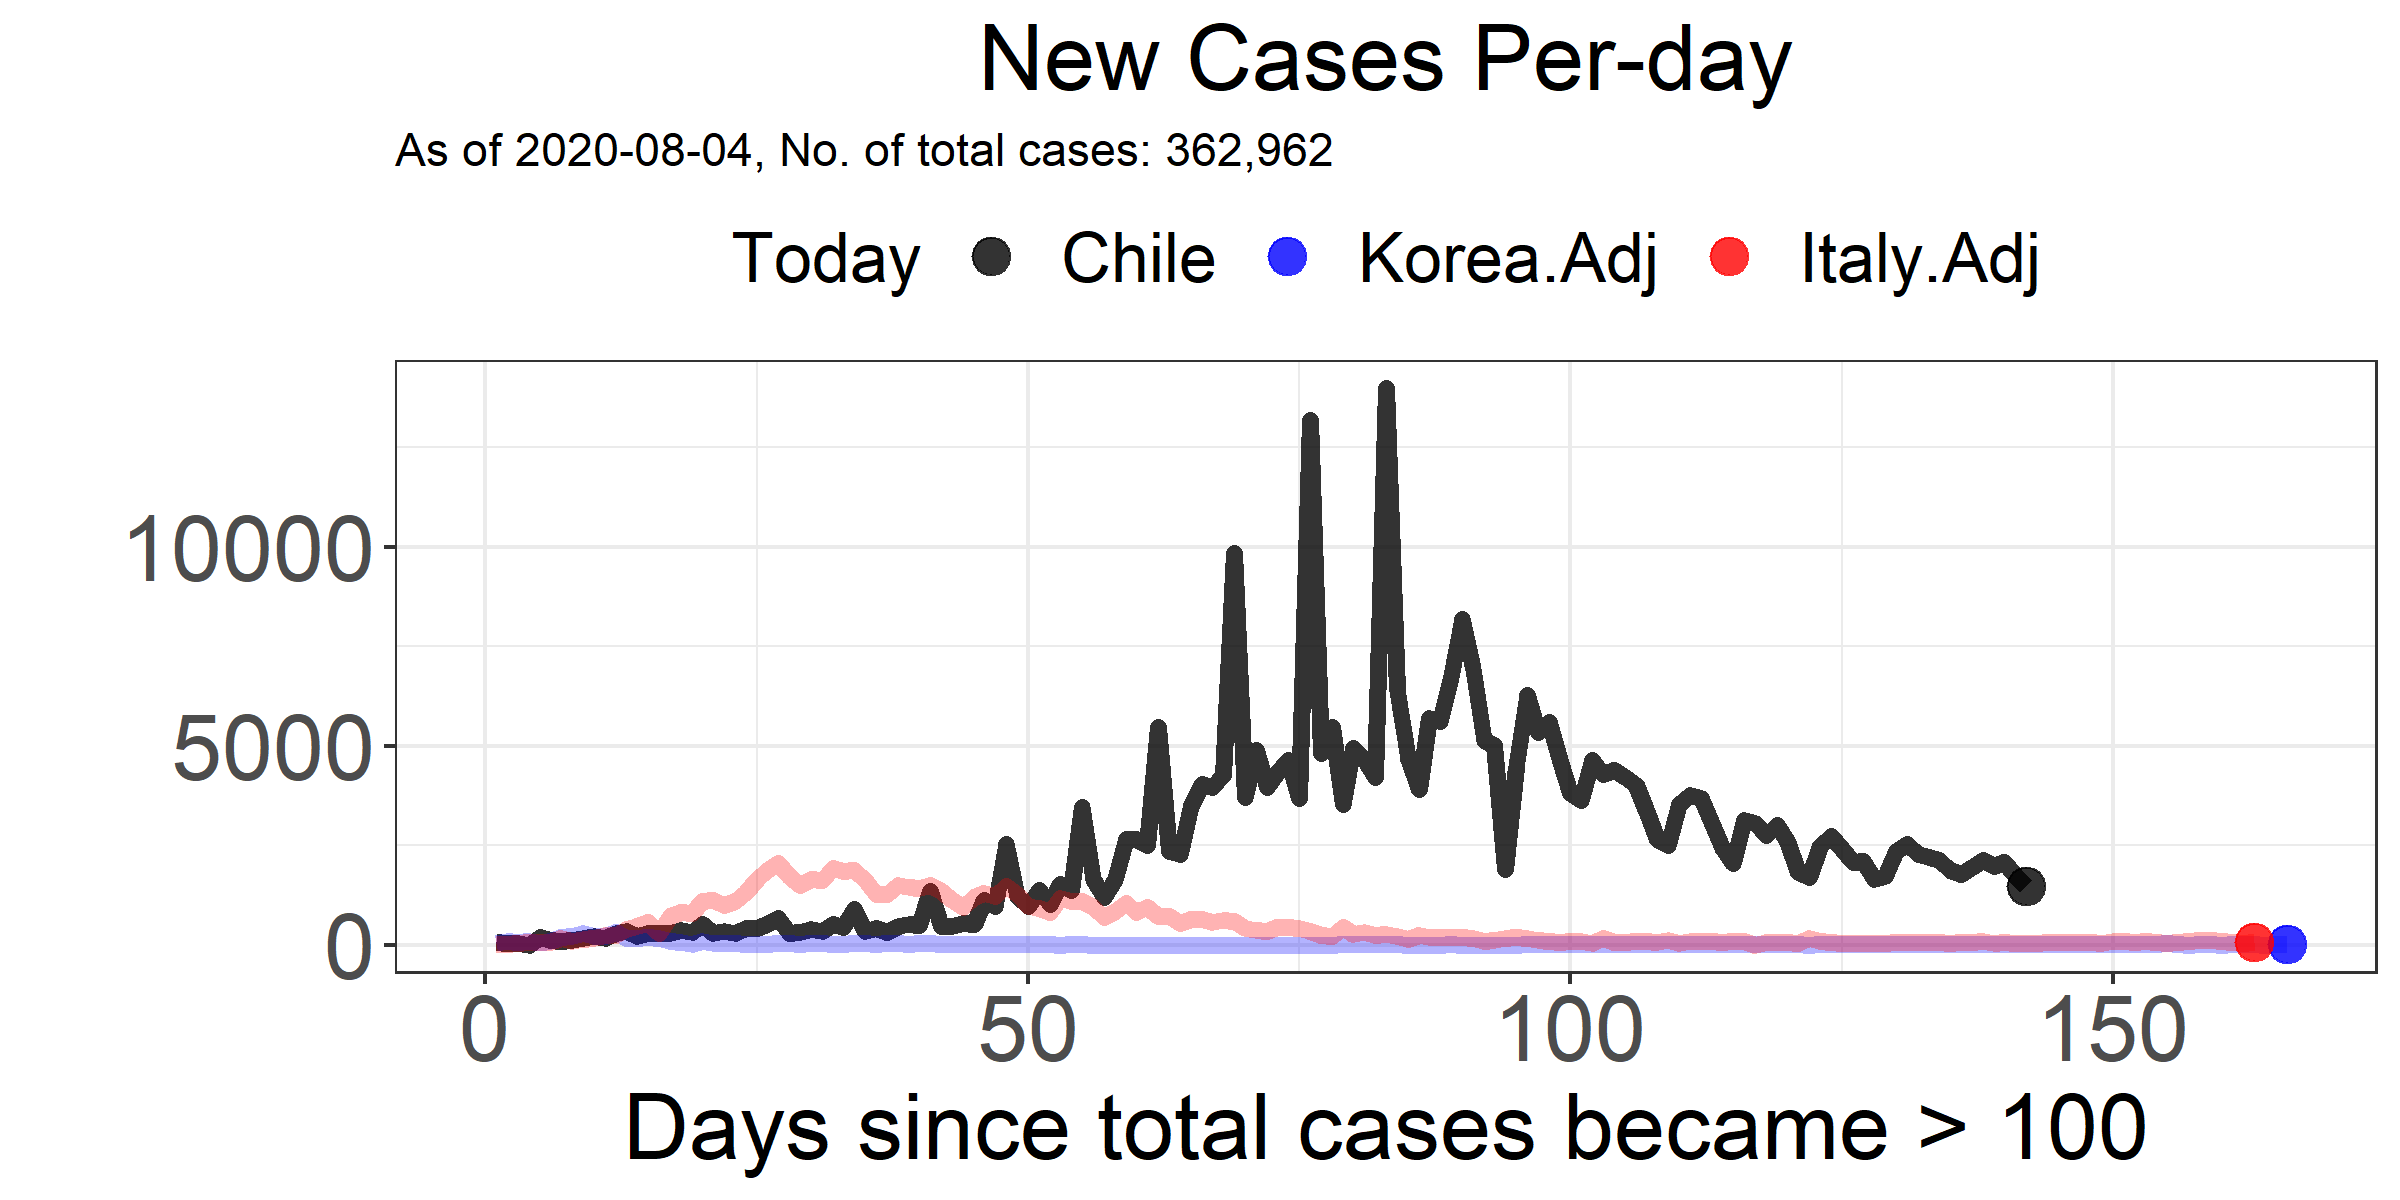 New Cases Per-day
As of 2020-08-04, No. of total cases: 362,962
Today Chile Korea.Adj Italy.Adj
10000
5000
0
0 50 100 150
Days since total cases became > 100